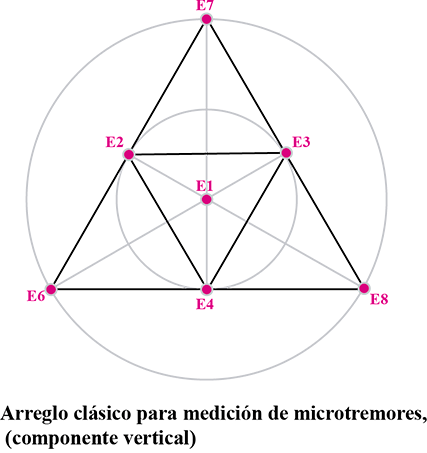 E7
E2
E3
E1
E6
E4
E8
Arreglo clásico para medición de microtremores,
(componente vertical)